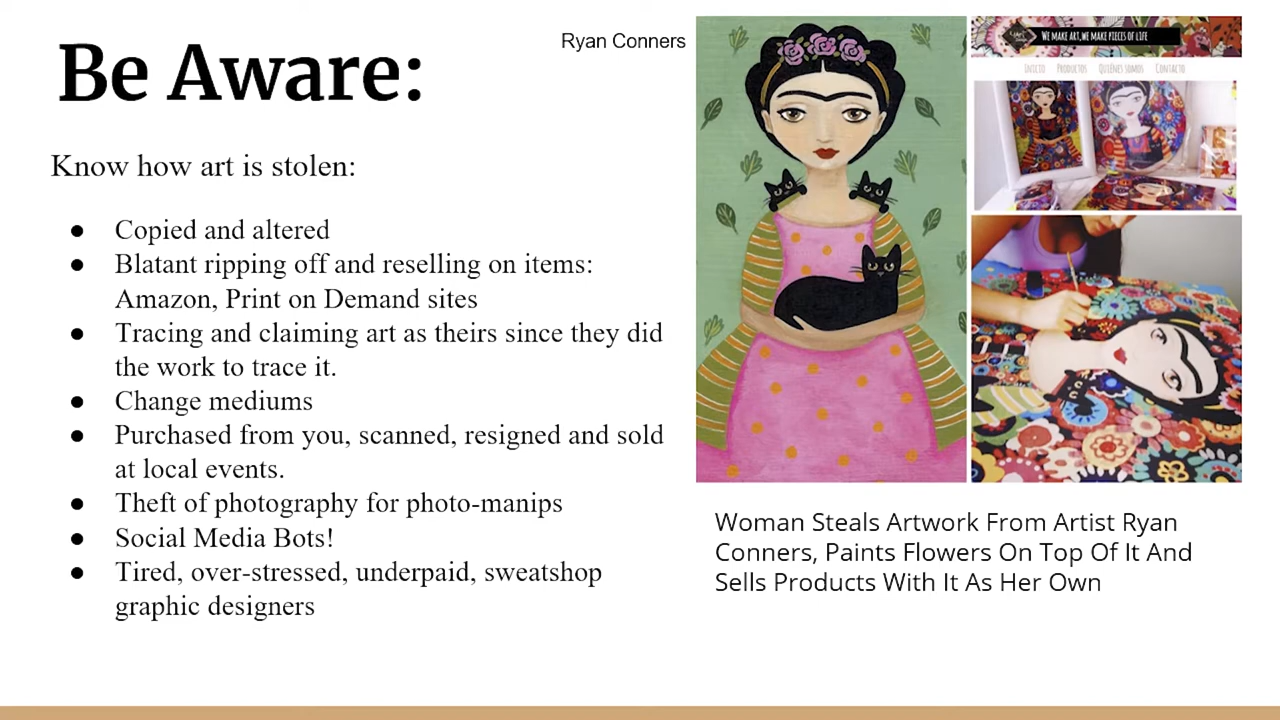 Be Aware:
Ryan Conners
Know how art is stolen:
● Copied and altered
● Blatant ripping off and reselling on items:
Amazon, Print on Demand sites
● Tracing and claiming art as theirs since they did
the work to trace it.
● Change mediums
● Purchased from you, scanned, resigned and sold
at local events.
● Theft of photography for photo-manips
● Social Media Bots!
● Tired, over-stressed, underpaid, sweatshop
graphic designers
We make art, we make pieces of life
Inicio Productos Quiénes somos Contacto
Woman Steals Artwork From Artist Ryan
Conners, Paints Flowers On Top Of It And
Sells Products With It As Her Own